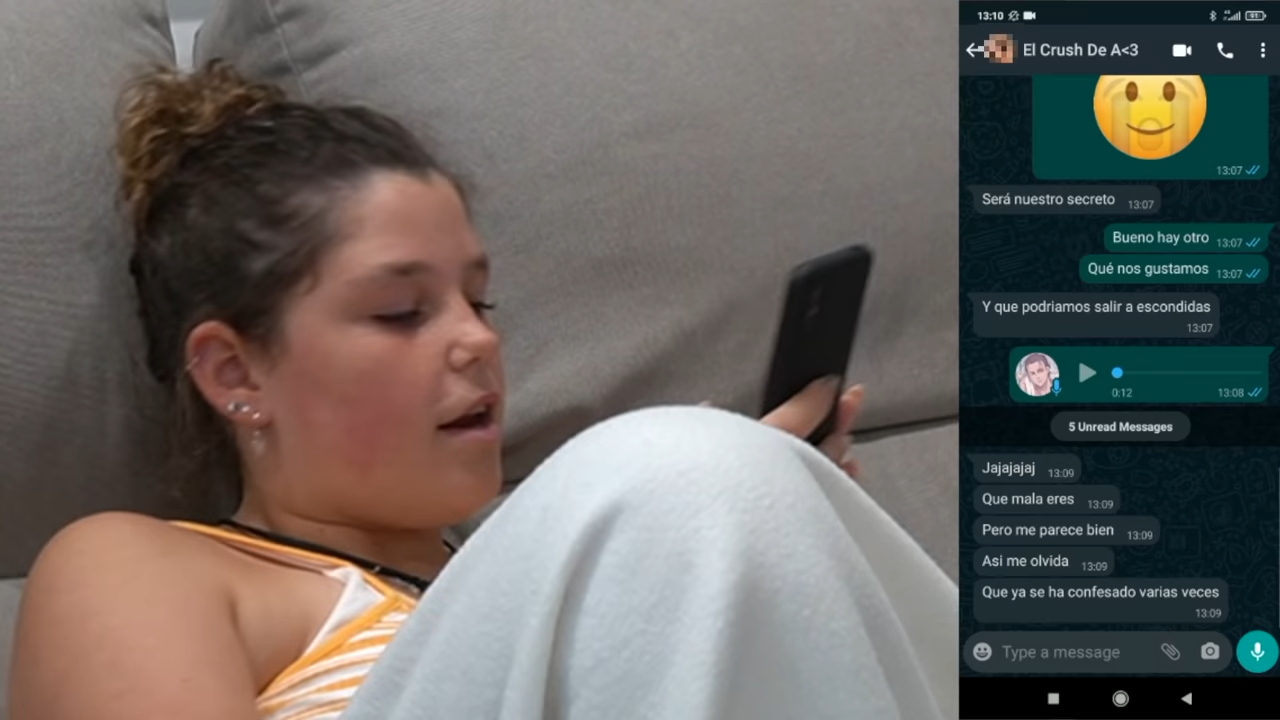 13:10
El Crush De A<3
13:07
Será nuestro secreto 13:07
Bueno hay otro 13:07
Qué nos gustamos 13:07
Y que podriamos salir a escondidas
13:07
0:12 13:08
5 Unread Messages
Jajajajaj 13:09
Que mala eres 13:09
Pero me parece bien 13:09
Asi me olvida 13:09
Que ya se ha confesado varias veces
13:09
Type a message